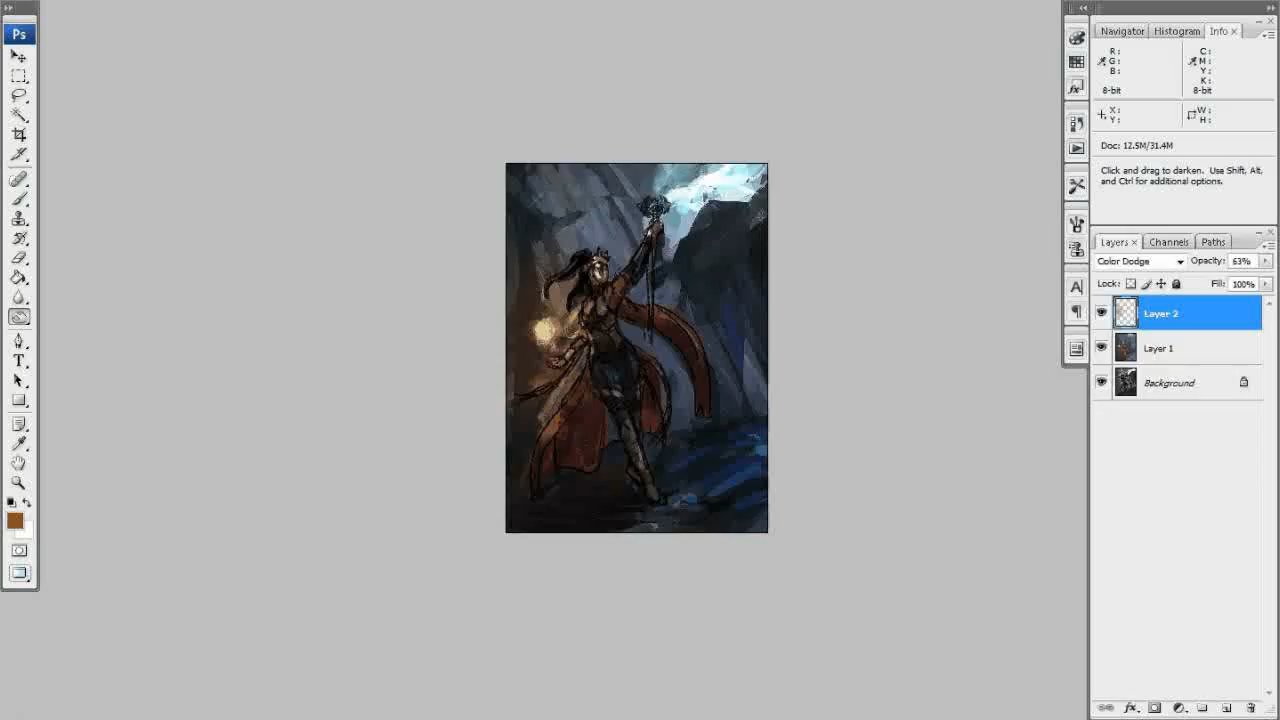 Ps
T
A
Navigator Histogram Info
R: C:
G: M:
B: Y:
K:
8-bit 8-bit
X: W:
Y: H:
Doc: 12.5M/31.4M
Click and drag to darken. Use Shift, Alt,
and Ctrl for additional options.
Layers Channels Paths
Color Dodge Opacity: 63%
Lock: Fill: 100%
Layer 2
Layer 1
Background
fx